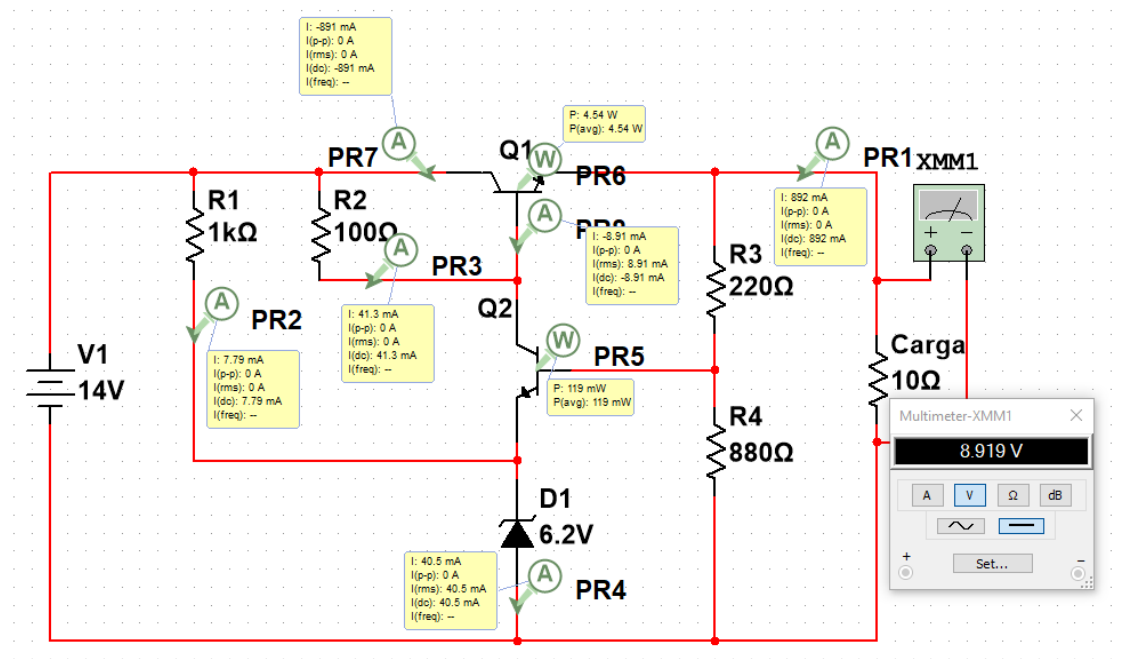 I: -891 mA
I(p-p): 0 A
I(rms): 0 A
I(dc): -891 mA
I(freq): --
A
PR7
Q1
P: 4.54 W
P(avg): 4.54 W
W
PR6
A
PR1
XMM1
+ −
I: 892 mA
I(p-p): 0 A
I(rms): 0 A
I(dc): 892 mA
I(freq): --
R1
1kΩ
R2
100Ω
A
PR3
A
I: -8.91 mA
I(p-p): 0 A
I(rms): 8.91 mA
I(dc): -8.91 mA
I(freq): --
R3
220Ω
I: 41.3 mA
I(p-p): 0 A
I(rms): 0 A
I(dc): 41.3 mA
I(freq): --
Q2
A
PR2
I: 7.79 mA
I(p-p): 0 A
I(rms): 0 A
I(dc): 7.79 mA
I(freq): --
W
PR5
P: 119 mW
P(avg): 119 mW
V1
14V
Carga
10Ω
R4
880Ω
Multimeter-XMM1 ×
8.919 V
A V Ω dB
+ −
Set...
D1
6.2V
I: 40.5 mA
I(p-p): 0 A
I(rms): 40.5 mA
I(dc): 40.5 mA
I(freq): --
A
PR4